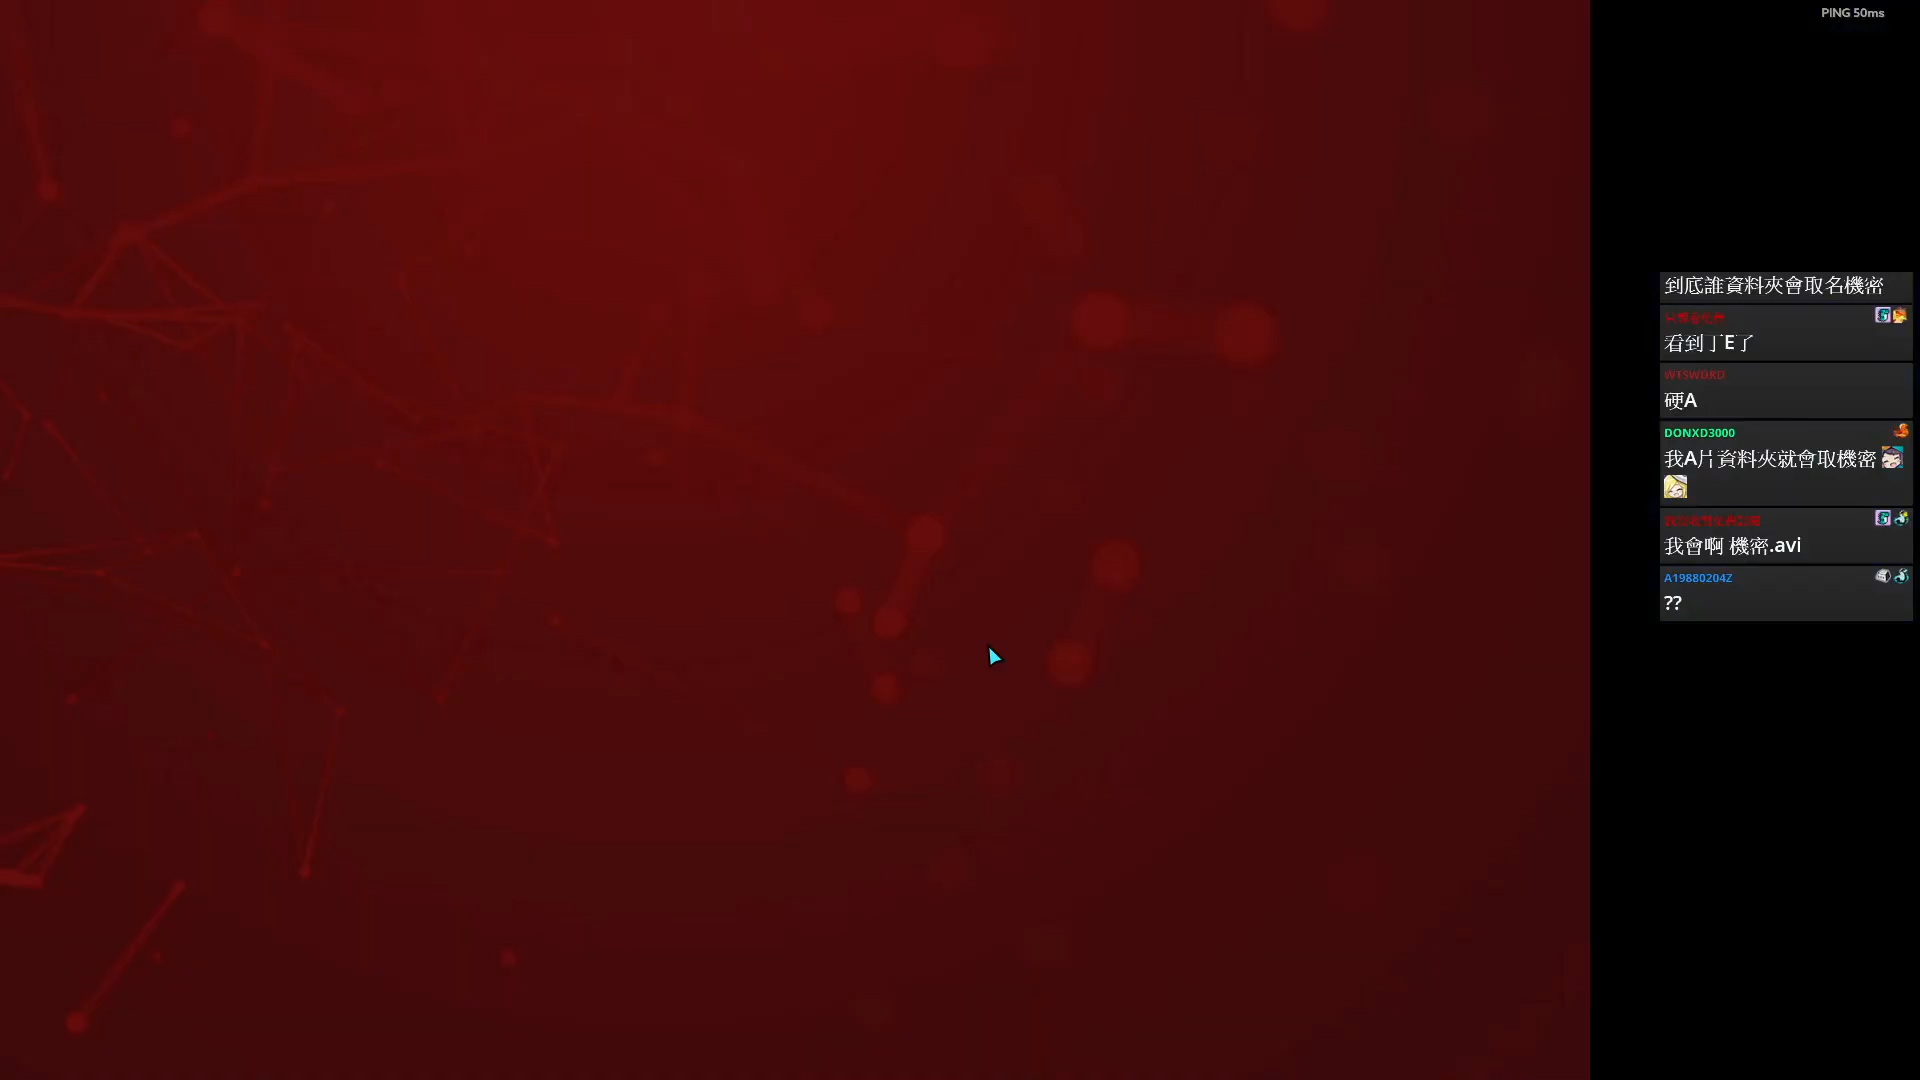 PING 50ms
到底誰資料夾會取名機密
看到丁E了
WTSWDKD
硬A
DONXD3000
我A片資料夾就會取機密
我會啊 機密.avi
A19880204Z
??